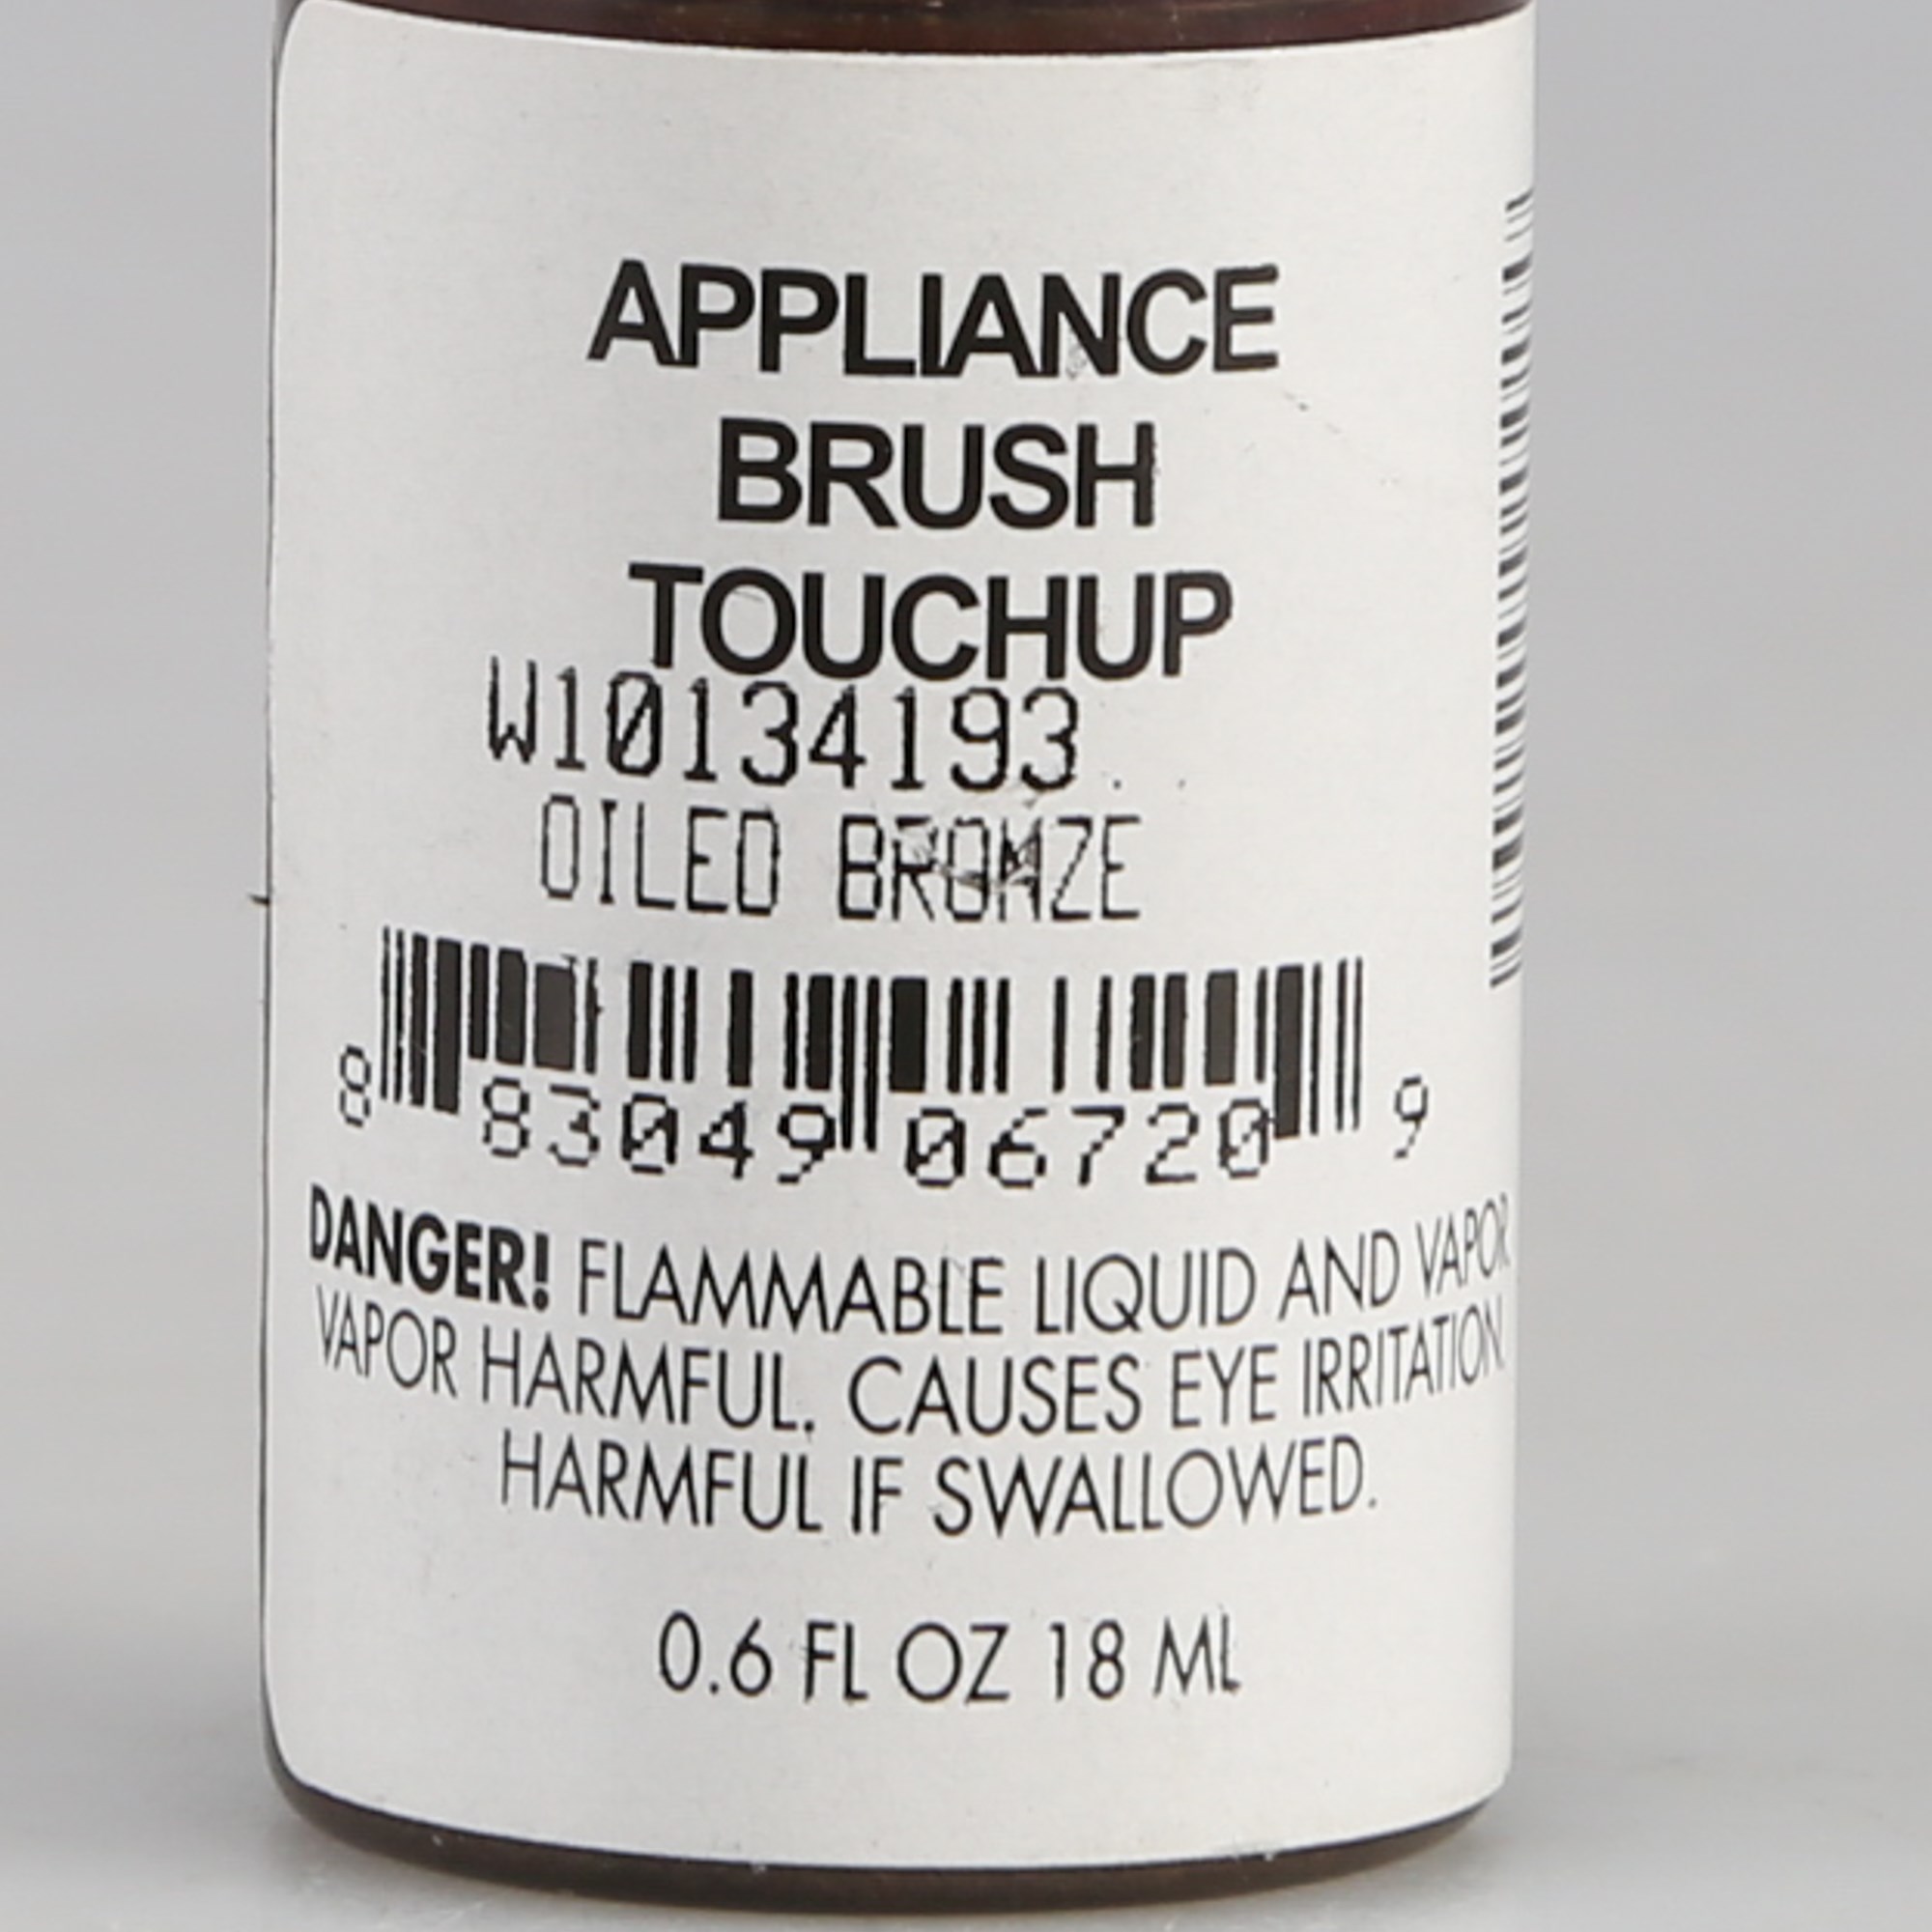 APPLIANCE
BRUSH
TOUCHUP
W10134193
OILED BRONZE
8 83049 06720 9
DANGER! FLAMMABLE LIQUID AND VAPOR.
VAPOR HARMFUL. CAUSES EYE IRRITATION.
HARMFUL IF SWALLOWED.
0.6 FL OZ 18 ML